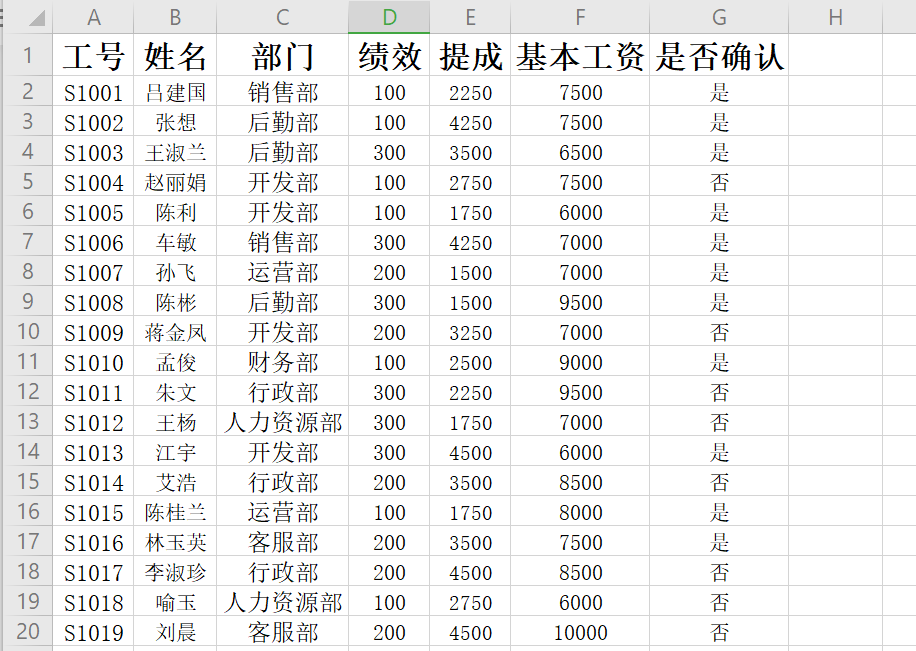 A B C D E F G H
1 工号 姓名 部门 绩效 提成 基本工资 是否确认
2 S1001 吕建国 销售部 100 2250 7500 是
3 S1002 张想 后勤部 100 4250 7500 是
4 S1003 王淑兰 后勤部 300 3500 6500 是
5 S1004 赵丽娟 开发部 100 2750 7500 否
6 S1005 陈利 开发部 100 1750 6000 是
7 S1006 车敏 销售部 300 4250 7000 是
8 S1007 孙飞 运营部 200 1500 7000 是
9 S1008 陈彬 后勤部 300 1500 9500 是
10 S1009 蒋金凤 开发部 200 3250 7000 否
11 S1010 孟俊 财务部 100 2500 9000 是
12 S1011 朱文 行政部 300 2250 9500 否
13 S1012 王杨 人力资源部 300 1750 7000 否
14 S1013 江宇 开发部 300 4500 6000 是
15 S1014 艾浩 行政部 200 3500 8500 否
16 S1015 陈桂兰 运营部 100 1750 8000 是
17 S1016 林玉英 客服部 200 3500 7500 是
18 S1017 李淑珍 行政部 200 4500 8500 否
19 S1018 喻玉 人力资源部 100 2750 6000 否
20 S1019 刘晨 客服部 200 4500 10000 否